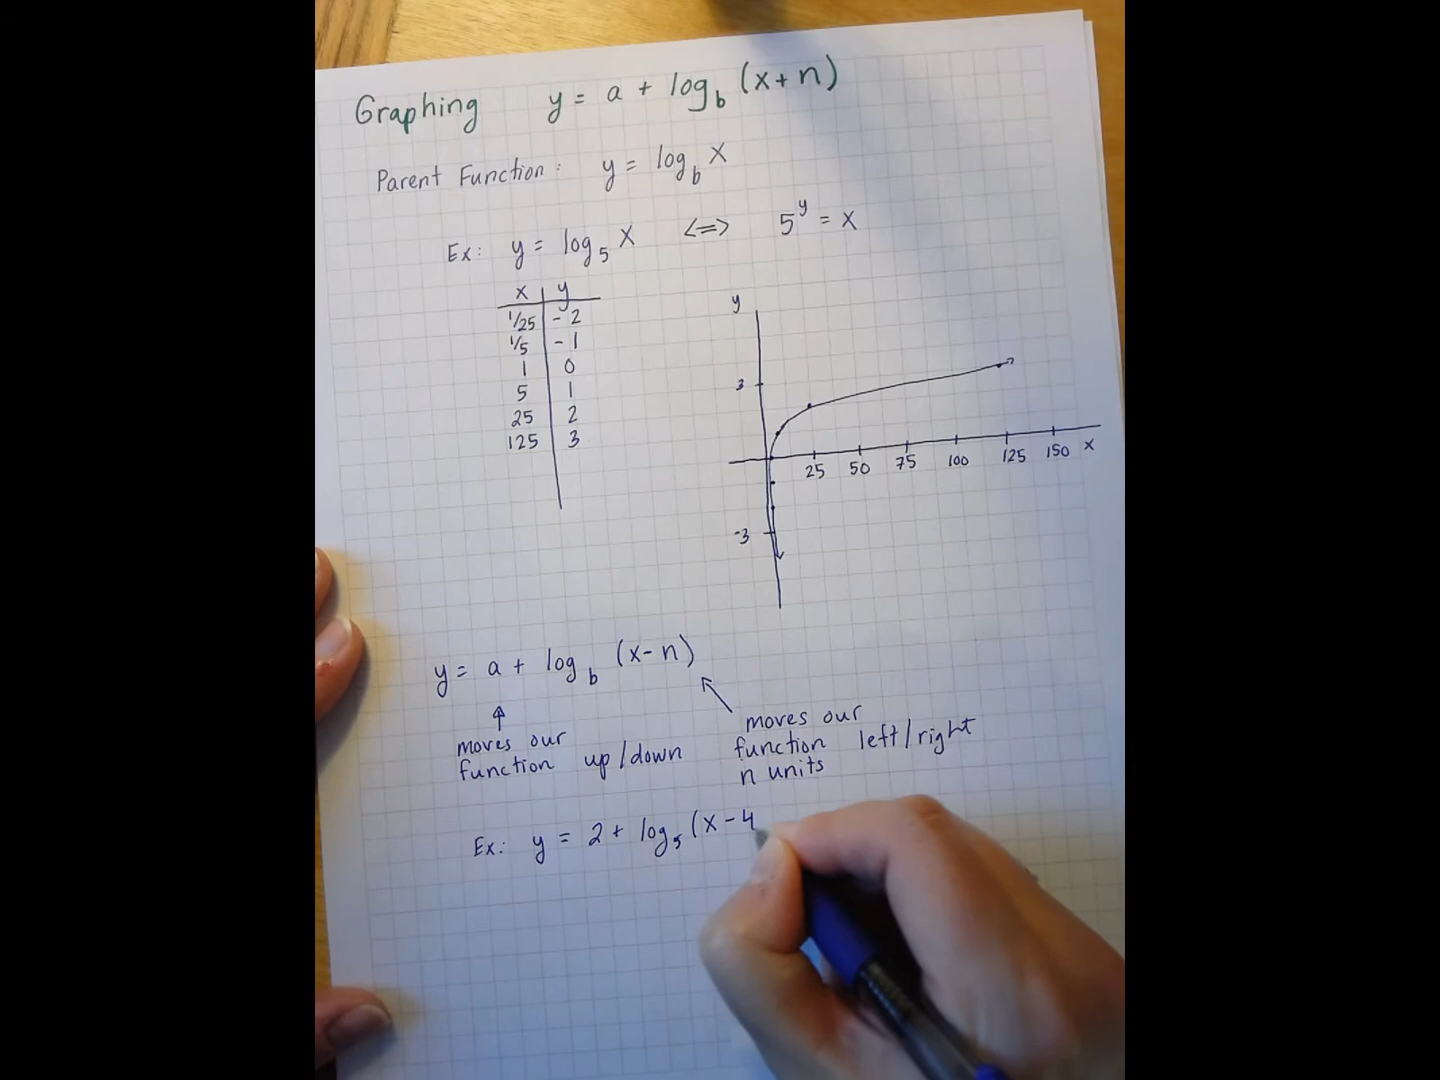 Graphing y = a + log_b (x+n)
Parent Function: y = log_b x
Ex: y = log_5 x <=> 5^y = x
x y
1/25 -2
1/5 -1
1 0
5 1
25 2
125 3
y
3
25 50 75 100 125 150 x
-3
y = a + log_b (x-n)
moves our
function up/down
moves our
function left/right
n units
Ex: y = 2 + log_5 (x-4